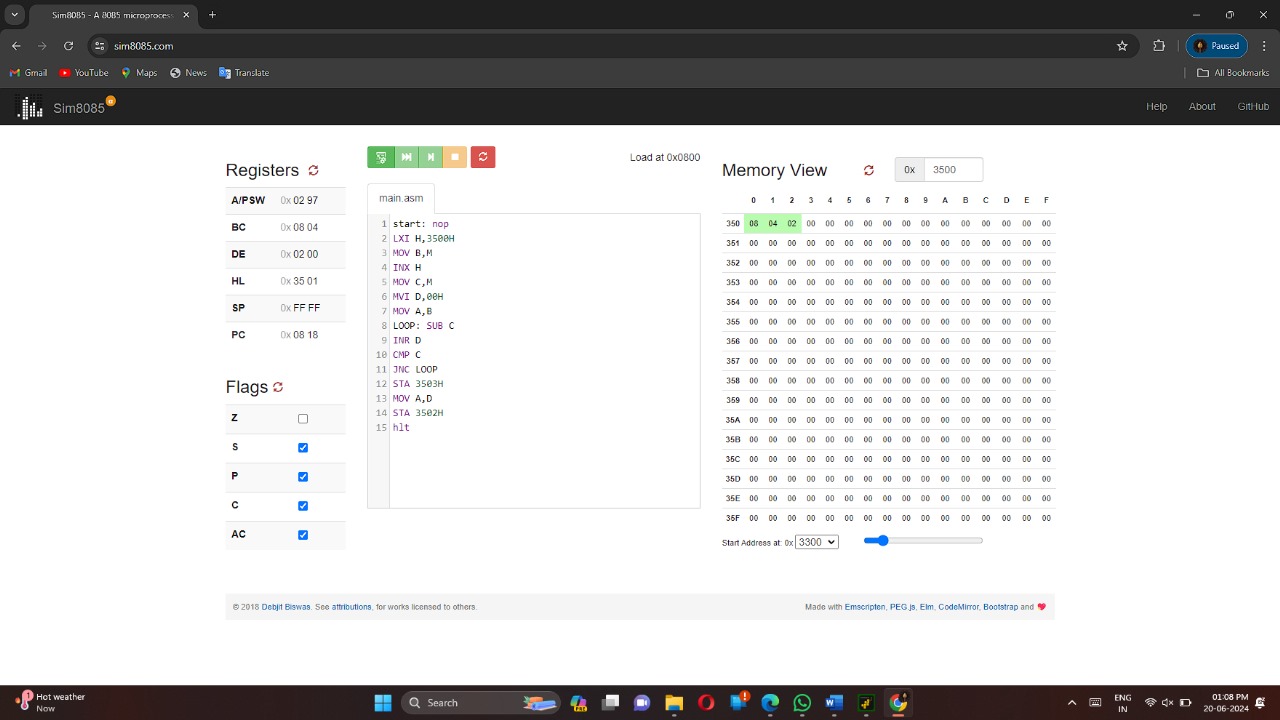 Sim8085 - A 8085 microproces
sim8085.com
Paused
Gmail YouTube Maps News Translate
All Bookmarks
Sim8085 α
Help About GitHub
Registers
A/PSW 0x 02 97
BC 0x 08 04
DE 0x 02 00
HL 0x 35 01
SP 0x FF FF
PC 0x 08 18
Flags
Z
S
P
C
AC
Load at 0x0800
main.asm
1 start: nop
2 LXI H,3500H
3 MOV B,M
4 INX H
5 MOV C,M
6 MVI D,00H
7 MOV A,B
8 LOOP: SUB C
9 INR D
10 CMP C
11 JNC LOOP
12 STA 3503H
13 MOV A,D
14 STA 3502H
15 hlt
Memory View 0x 3500
0 1 2 3 4 5 6 7 8 9 A B C D E F
350 08 04 02 00 00 00 00 00 00 00 00 00 00 00 00 00
351 00 00 00 00 00 00 00 00 00 00 00 00 00 00 00 00
352 00 00 00 00 00 00 00 00 00 00 00 00 00 00 00 00
353 00 00 00 00 00 00 00 00 00 00 00 00 00 00 00 00
354 00 00 00 00 00 00 00 00 00 00 00 00 00 00 00 00
355 00 00 00 00 00 00 00 00 00 00 00 00 00 00 00 00
356 00 00 00 00 00 00 00 00 00 00 00 00 00 00 00 00
357 00 00 00 00 00 00 00 00 00 00 00 00 00 00 00 00
358 00 00 00 00 00 00 00 00 00 00 00 00 00 00 00 00
359 00 00 00 00 00 00 00 00 00 00 00 00 00 00 00 00
35A 00 00 00 00 00 00 00 00 00 00 00 00 00 00 00 00
35B 00 00 00 00 00 00 00 00 00 00 00 00 00 00 00 00
35C 00 00 00 00 00 00 00 00 00 00 00 00 00 00 00 00
35D 00 00 00 00 00 00 00 00 00 00 00 00 00 00 00 00
35E 00 00 00 00 00 00 00 00 00 00 00 00 00 00 00 00
35F 00 00 00 00 00 00 00 00 00 00 00 00 00 00 00 00
Start Address at: 0x 3300
© 2018 Debjit Biswas. See attributions, for works licensed to others.
Made with Emscripten, PEG.js, Elm, CodeMirror, Bootstrap and
Hot weather
Now
Search
ENG
IN
01:08 PM
20-06-2024